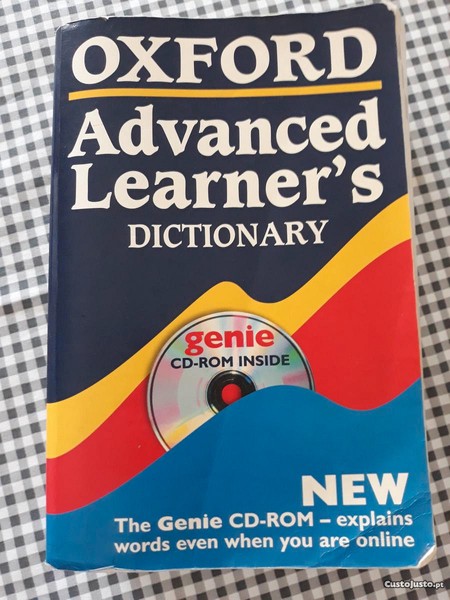 OXFORD
Advanced
Learner's
DICTIONARY
genie
CD-ROM INSIDE
NEW
The Genie CD-ROM – explains
words even when you are online
CustoJusto.pt